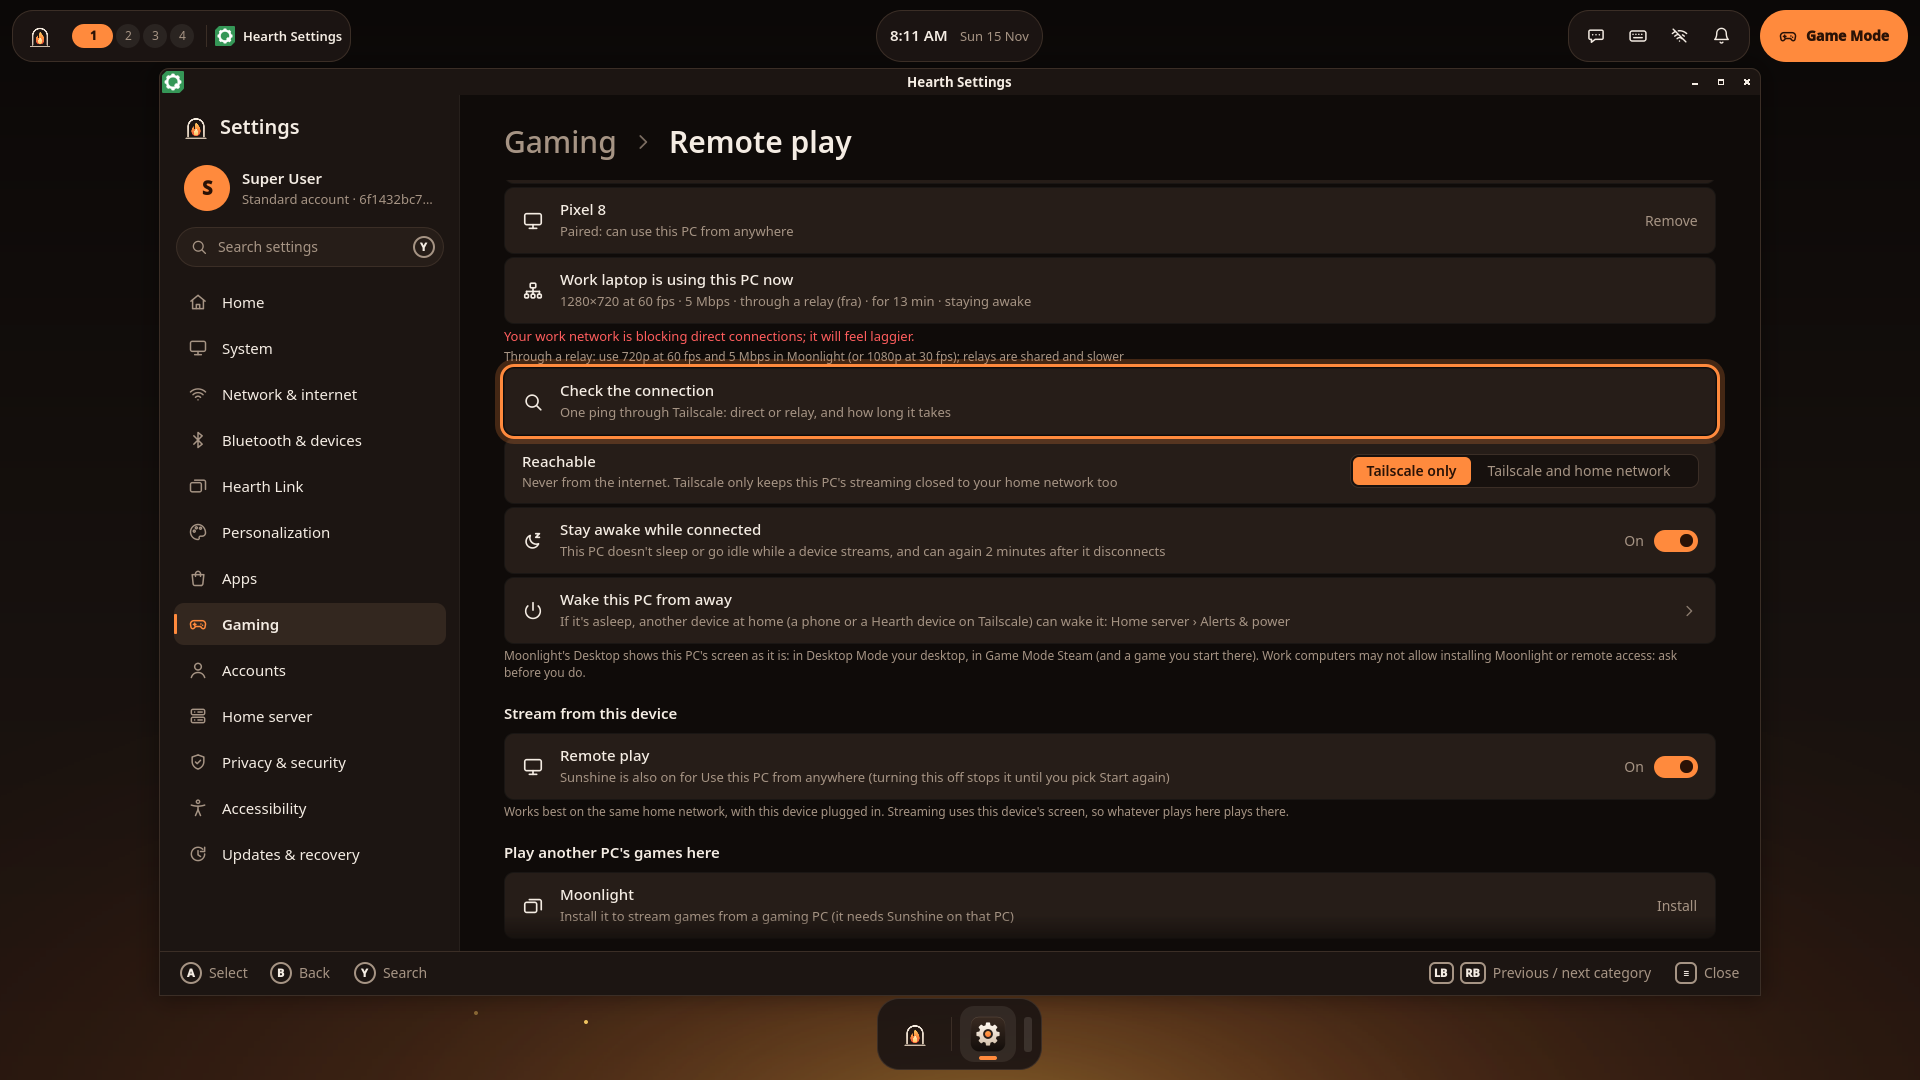 1 2 3 4 Hearth Settings
8:11 AM Sun 15 Nov
Game Mode
Hearth Settings
Settings
S
Super User
Standard account · 6f1432bc7...
Search settings Y
Home
System
Network & internet
Bluetooth & devices
Hearth Link
Personalization
Apps
Gaming
Accounts
Home server
Privacy & security
Accessibility
Updates & recovery
Gaming > Remote play
Pixel 8
Paired: can use this PC from anywhere
Remove
Work laptop is using this PC now
1280×720 at 60 fps · 5 Mbps · through a relay (fra) · for 13 min · staying awake
Your work network is blocking direct connections; it will feel laggier.
Through a relay: use 720p at 60 fps and 5 Mbps in Moonlight (or 1080p at 30 fps); relays are shared and slower
Check the connection
One ping through Tailscale: direct or relay, and how long it takes
Reachable
Never from the internet. Tailscale only keeps this PC's streaming closed to your home network too
Tailscale only Tailscale and home network
Stay awake while connected
This PC doesn't sleep or go idle while a device streams, and can again 2 minutes after it disconnects
On
Wake this PC from away
If it's asleep, another device at home (a phone or a Hearth device on Tailscale) can wake it: Home server › Alerts & power
Moonlight's Desktop shows this PC's screen as it is: in Desktop Mode your desktop, in Game Mode Steam (and a game you start there). Work computers may not allow installing Moonlight or remote access: ask
before you do.
Stream from this device
Remote play
Sunshine is also on for Use this PC from anywhere (turning this off stops it until you pick Start again)
On
Works best on the same home network, with this device plugged in. Streaming uses this device's screen, so whatever plays here plays there.
Play another PC's games here
Moonlight
Install it to stream games from a gaming PC (it needs Sunshine on that PC)
Install
A Select B Back Y Search
LB RB Previous / next category ≡ Close